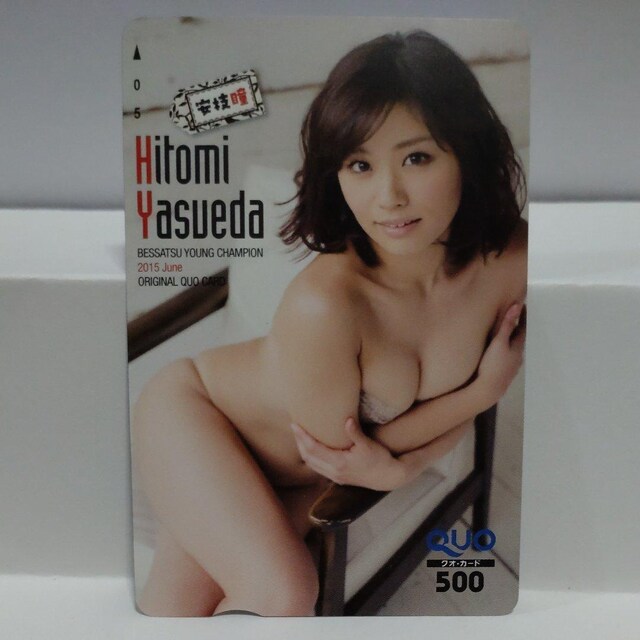 0
5
安枝瞳
Hitomi
Yasueda
BESSATSU YOUNG CHAMPION
2015 June
ORIGINAL QUO CARD
QUO
クオ・カード
500